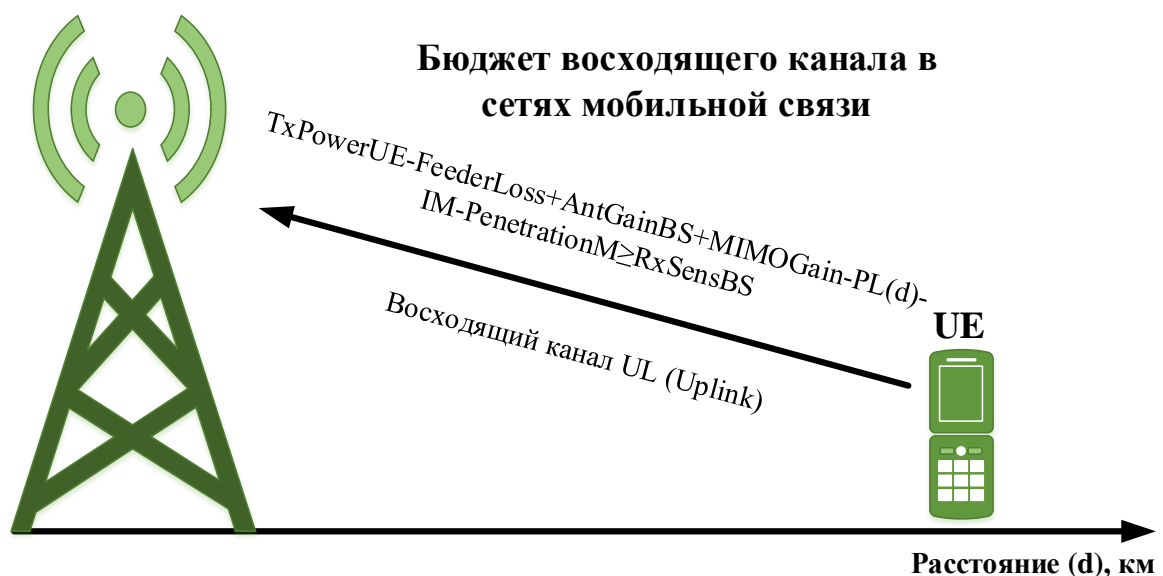 Бюджет восходящего канала в
сетях мобильной связи
TxPowerUE-FeederLoss+AntGainBS+MIMOGain-PL(d)-
IM-PenetrationM≥RxSensBS
Восходящий канал UL (Uplink)
UE
Расстояние (d), км